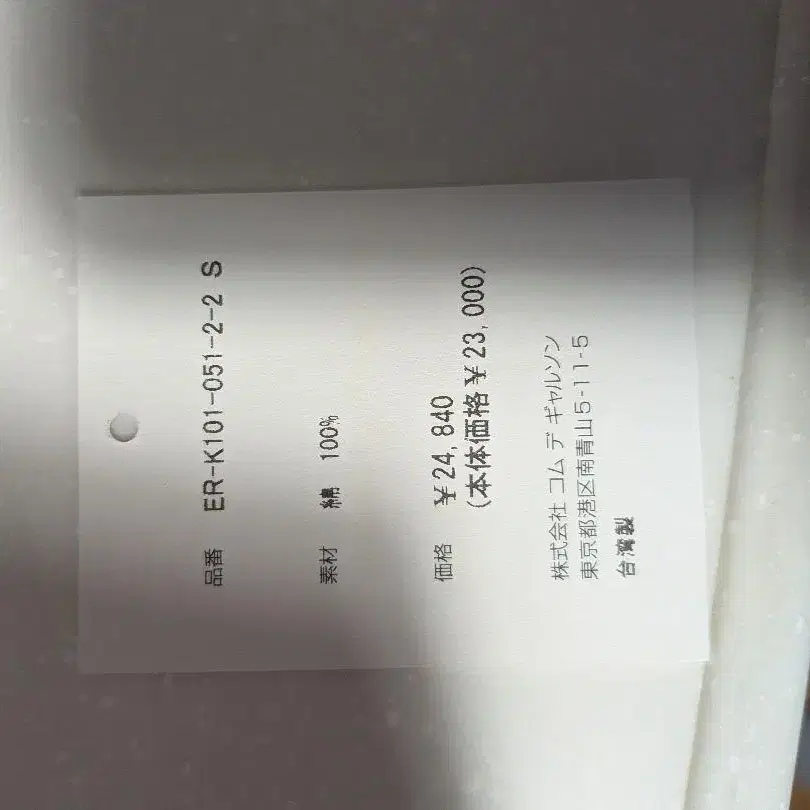 品番 ER-K101-051-2-2 S
素材 綿 100%
価格 ¥24,840
(本体価格¥23,000)
株式会社 コム デ ギャルソン
東京都港区南青山5-11-5
台湾製